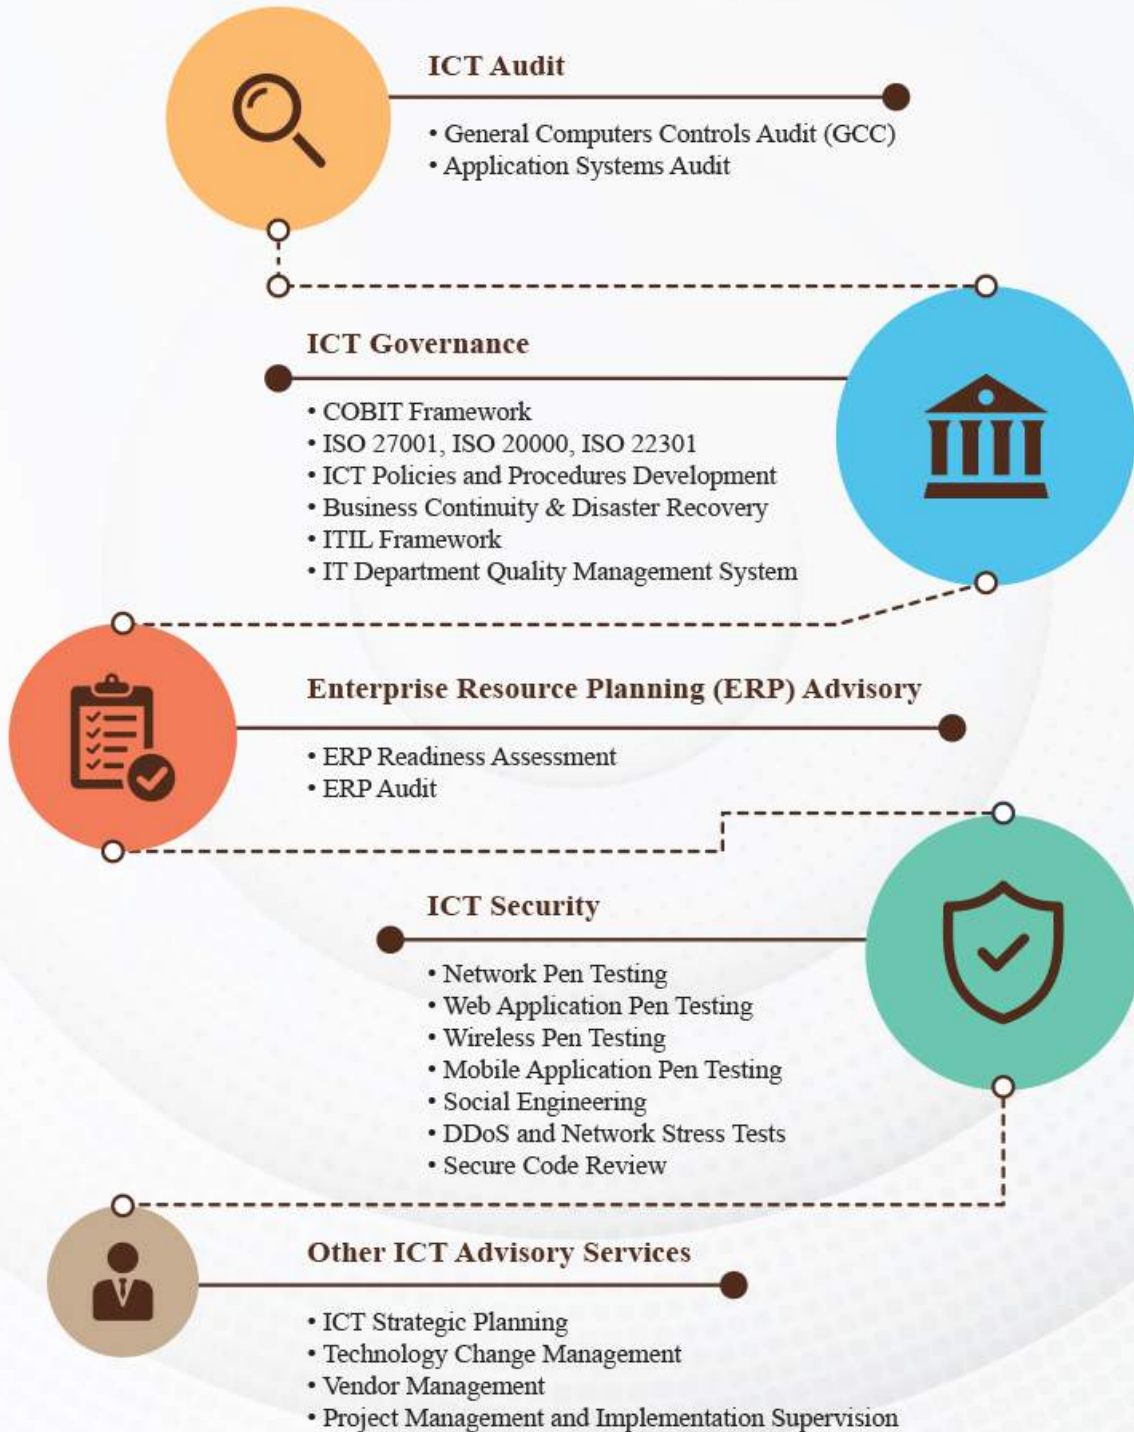 ICT Audit
• General Computers Controls Audit (GCC)
• Application Systems Audit
ICT Governance
• COBIT Framework
• ISO 27001, ISO 20000, ISO 22301
• ICT Policies and Procedures Development
• Business Continuity & Disaster Recovery
• ITIL Framework
• IT Department Quality Management System
Enterprise Resource Planning (ERP) Advisory
• ERP Readiness Assessment
• ERP Audit
ICT Security
• Network Pen Testing
• Web Application Pen Testing
• Wireless Pen Testing
• Mobile Application Pen Testing
• Social Engineering
• DDoS and Network Stress Tests
• Secure Code Review
Other ICT Advisory Services
• ICT Strategic Planning
• Technology Change Management
• Vendor Management
• Project Management and Implementation Supervision